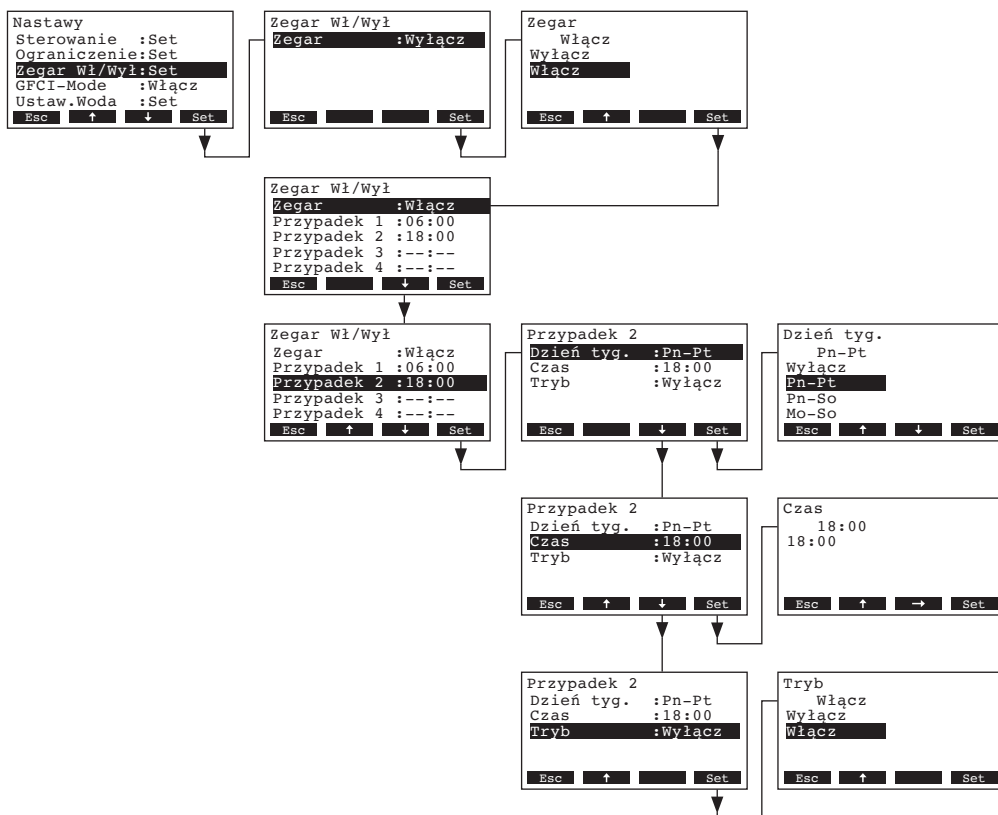 Nastawy
Sterowanie :Set
Ograniczenie:Set
Zegar Wł/Wył:Set
GFCI-Mode :Włącz
Ustaw.Woda :Set
Esc ↑ ↓ Set
Zegar Wł/Wył
Zegar :Wyłącz
Esc Set
Zegar
Włącz
Wyłącz
Włącz
Esc ↑ Set
Zegar Wł/Wył
Zegar :Włącz
Przypadek 1 :06:00
Przypadek 2 :18:00
Przypadek 3 :--:--
Przypadek 4 :--:--
Esc ↓ Set
Zegar Wł/Wył
Zegar :Włącz
Przypadek 1 :06:00
Przypadek 2 :18:00
Przypadek 3 :--:--
Przypadek 4 :--:--
Esc ↑ ↓ Set
Przypadek 2
Dzień tyg. :Pn-Pt
Czas :18:00
Tryb :Wyłącz
Esc ↓ Set
Dzień tyg.
Pn-Pt
Wyłącz
Pn-Pt
Pn-So
Mo-So
Esc ↑ ↓ Set
Przypadek 2
Dzień tyg. :Pn-Pt
Czas :18:00
Tryb :Wyłącz
Esc ↑ ↓ Set
Czas
18:00
18:00
Esc ↑ → Set
Przypadek 2
Dzień tyg. :Pn-Pt
Czas :18:00
Tryb :Wyłącz
Esc ↑ Set
Tryb
Włącz
Wyłącz
Włącz
Esc ↑ Set